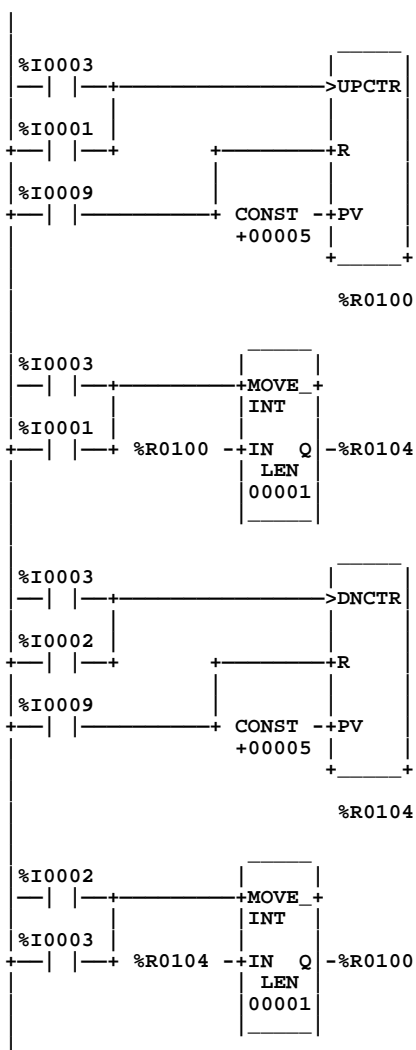 %I0003
>UPCTR
%I0001
R
%I0009
CONST -+PV
+00005
%R0100
%I0003
MOVE_
INT
%I0001
%R0100 -+IN Q -%R0104
LEN
00001
%I0003
>DNCTR
%I0002
R
%I0009
CONST -+PV
+00005
%R0104
%I0002
MOVE_
INT
%I0003
%R0104 -+IN Q -%R0100
LEN
00001